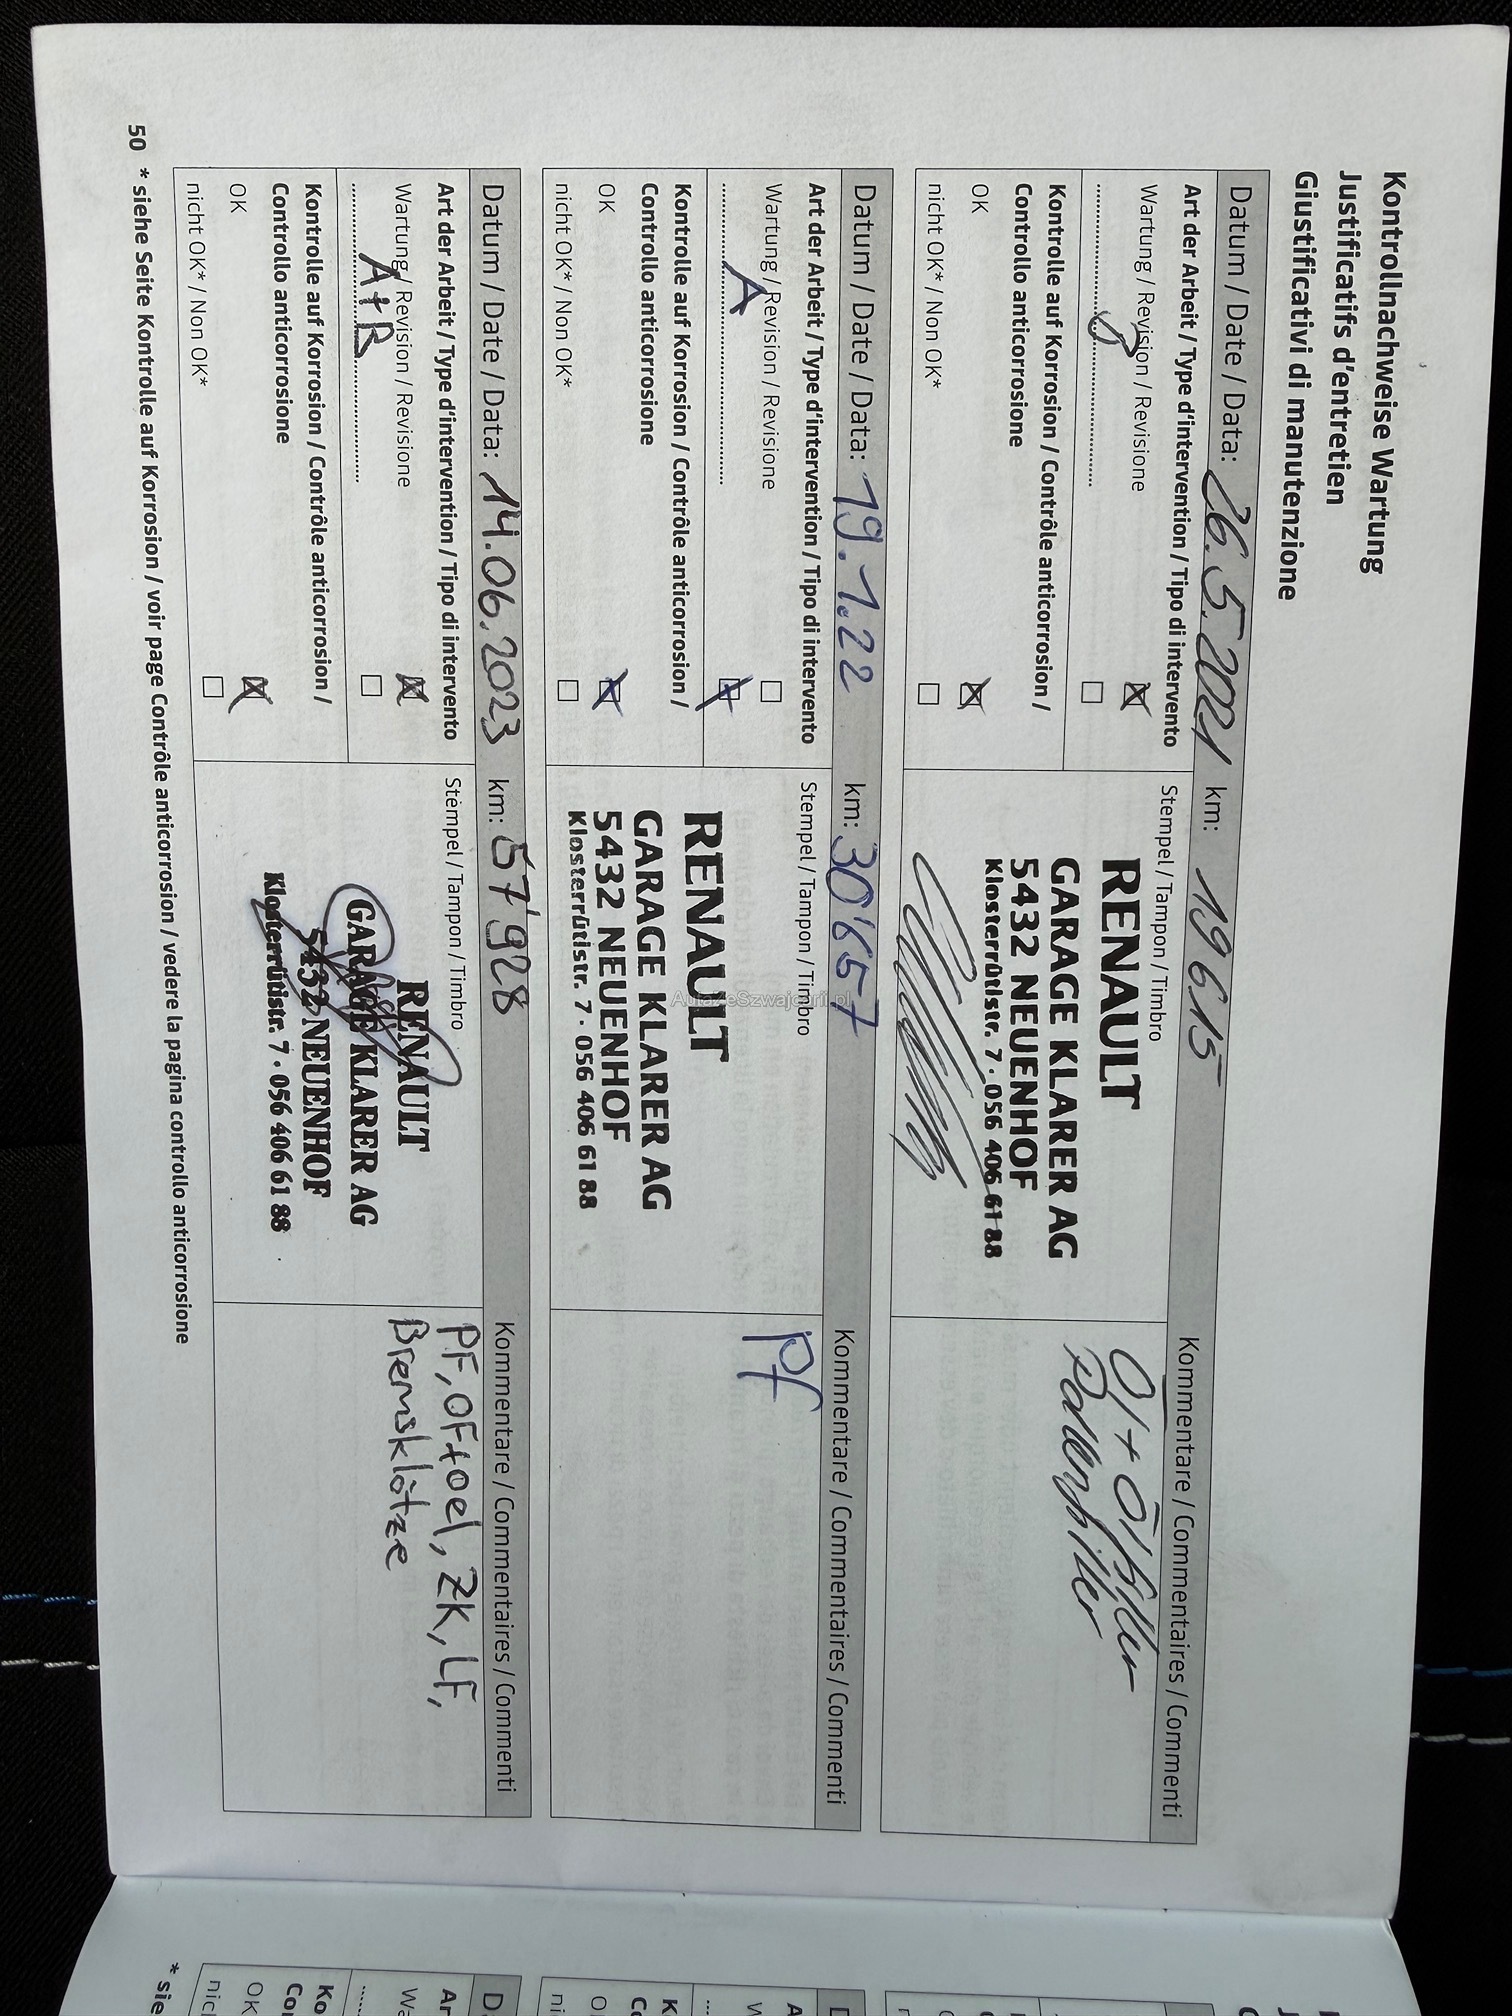 Kontrollnachweise Wartung
Justificatifs d'entretien
Giustificativi di manutenzione
Datum / Date / Data: 26.5.2021 km: 19615
Art der Arbeit / Type d'intervention / Tipo di intervento
Wartung / Revision / Revisione
Kontrolle auf Korrosion / Contrôle anticorrosion /
Controllo anticorrosione
OK
nicht OK* / Non OK*
Stempel / Tampon / Timbro
RENAULT
GARAGE KLARER AG
5432 NEUENHOF
Klosterrütistr. 7 · 056 406 61 88
Kommentare / Commentaires / Commenti
Öl + Ölfilter
Pollenfilter
Datum / Date / Data: 19.1.22 km: 30'657
Art der Arbeit / Type d'intervention / Tipo di intervento
Wartung / Revision / Revisione
A
Kontrolle auf Korrosion / Contrôle anticorrosion /
Controllo anticorrosione
OK
nicht OK* / Non OK*
Stempel / Tampon / Timbro
RENAULT
GARAGE KLARER AG
5432 NEUENHOF
Klosterrütistr. 7 · 056 406 61 88
Kommentare / Commentaires / Commenti
Pf
AutaZeSzwajcarii.pl
Datum / Date / Data: 14.06.2023 km: 57'928
Art der Arbeit / Type d'intervention / Tipo di intervento
Wartung / Revision / Revisione
A+B
Kontrolle auf Korrosion / Contrôle anticorrosion /
Controllo anticorrosione
OK
nicht OK* / Non OK*
Stempel / Tampon / Timbro
RENAULT
GARAGE KLARER AG
5432 NEUENHOF
Klosterrütistr. 7 · 056 406 61 88
Kommentare / Commentaires / Commenti
PF, OF+oel, ZK, LF,
Bremsklötze
50 * siehe Seite Kontrolle auf Korrosion / voir page Contrôle anticorrosion / vedere la pagina controllo anticorrosione